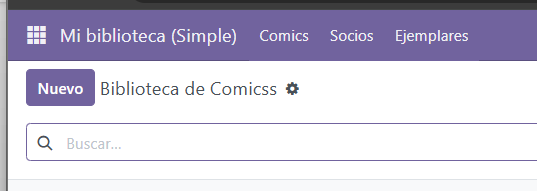 Mi biblioteca (Simple) Comics Socios Ejemplares
Nuevo Biblioteca de Comicss
Buscar...